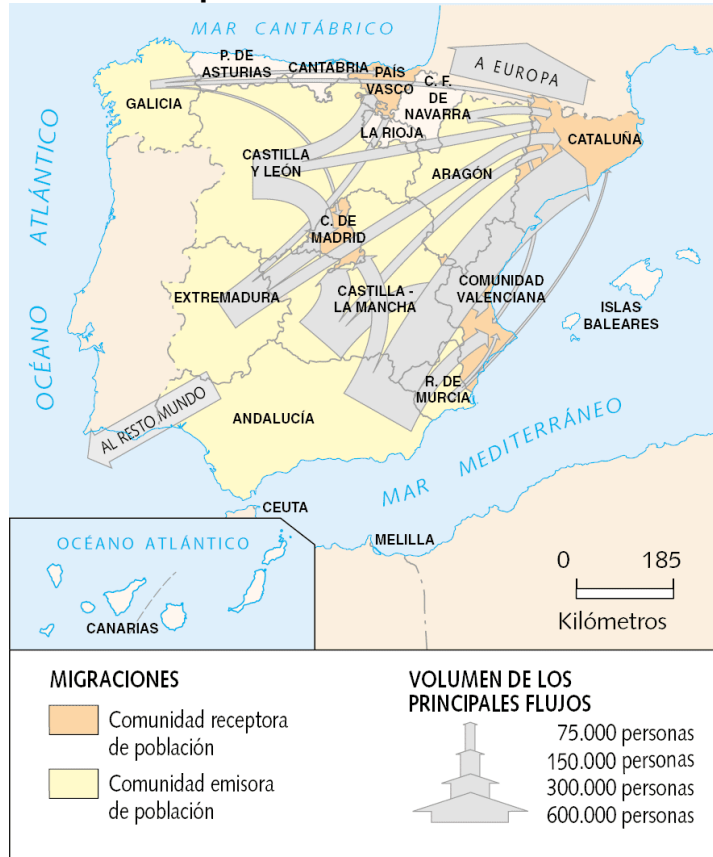 MAR CANTÁBRICO
P. DE
ASTURIAS
CANTABRIA
PAÍS
VASCO
C. F.
DE
NAVARRA
A EUROPA
GALICIA
LA RIOJA
CATALUÑA
CASTILLA
Y LEÓN
ARAGÓN
OCÉANO ATLÁNTICO
C. DE
MADRID
EXTREMADURA
CASTILLA -
LA MANCHA
COMUNIDAD
VALENCIANA
ISLAS
BALEARES
R. DE
MURCIA
AL RESTO MUNDO
ANDALUCÍA
MAR MEDITERRÁNEO
CEUTA
MELILLA
OCÉANO ATLÁNTICO
CANARIAS
0 185
Kilómetros
MIGRACIONES
Comunidad receptora
de población
Comunidad emisora
de población
VOLUMEN DE LOS
PRINCIPALES FLUJOS
75.000 personas
150.000 personas
300.000 personas
600.000 personas